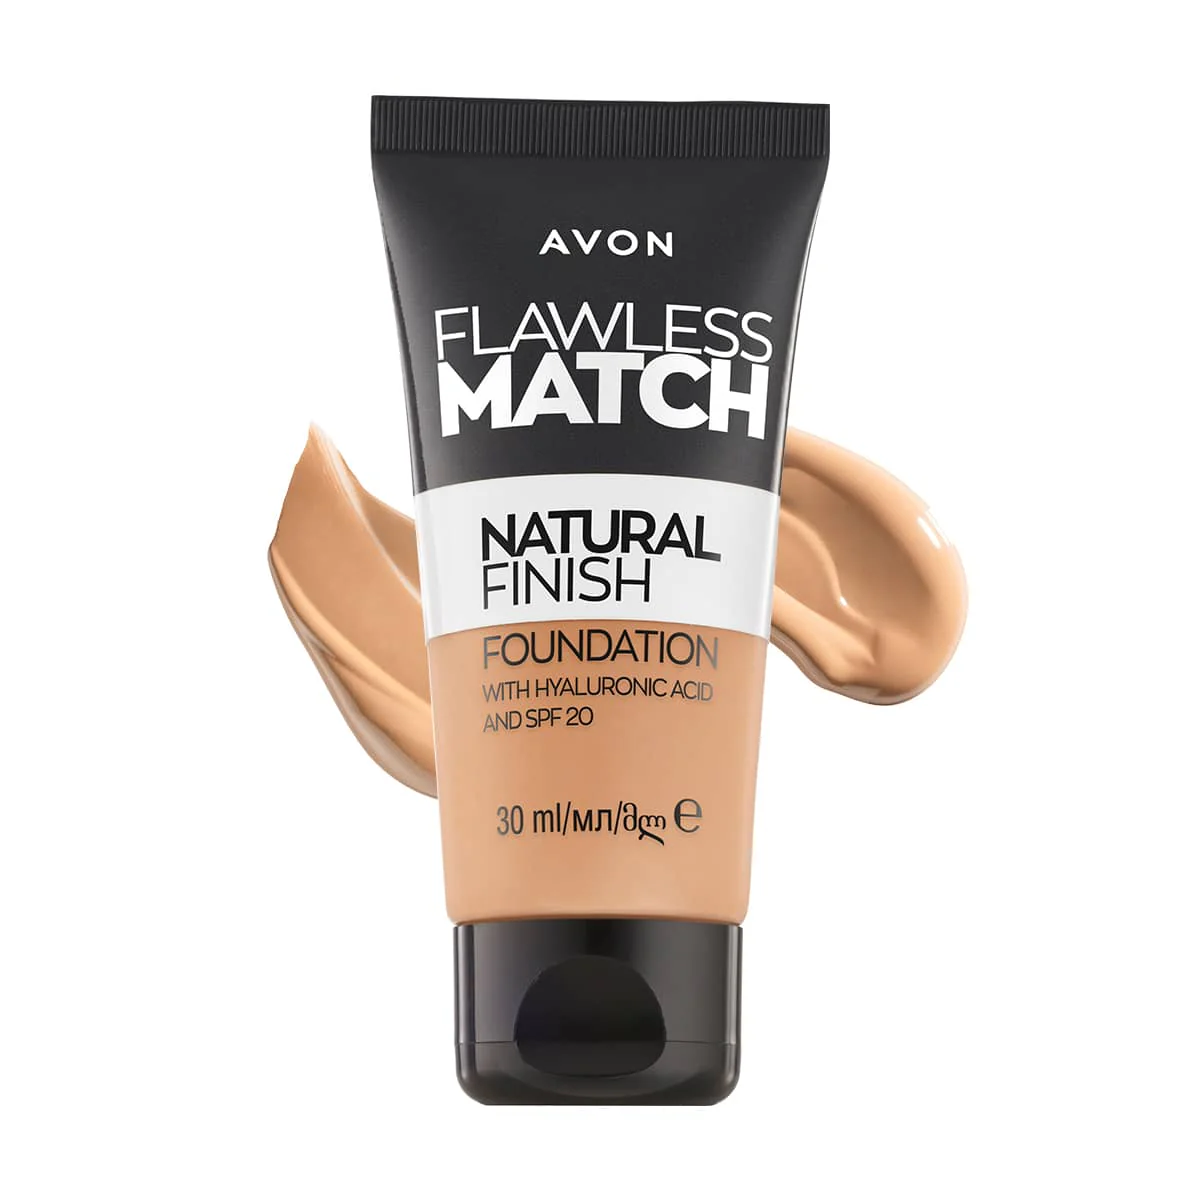 AVON
FLAWLESS
MATCH
NATURAL
FINISH
FOUNDATION
WITH HYALURONIC ACID
AND SPF 20
30 ml/мл/მლ ℮